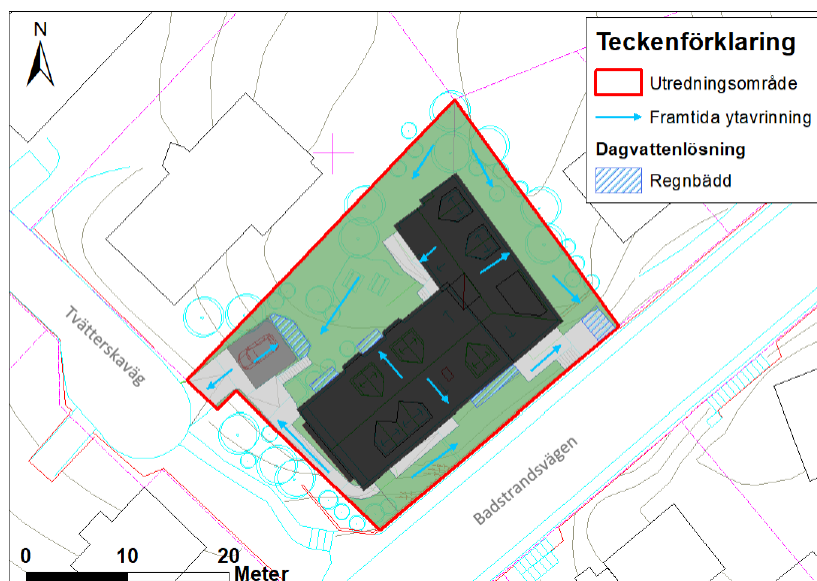 N
Teckenförklaring
Utredningsområde
Framtida ytavrinning
Dagvattenlösning
Regnbädd
Tvätterskaväg
Badstrandsvägen
0 10 20
Meter